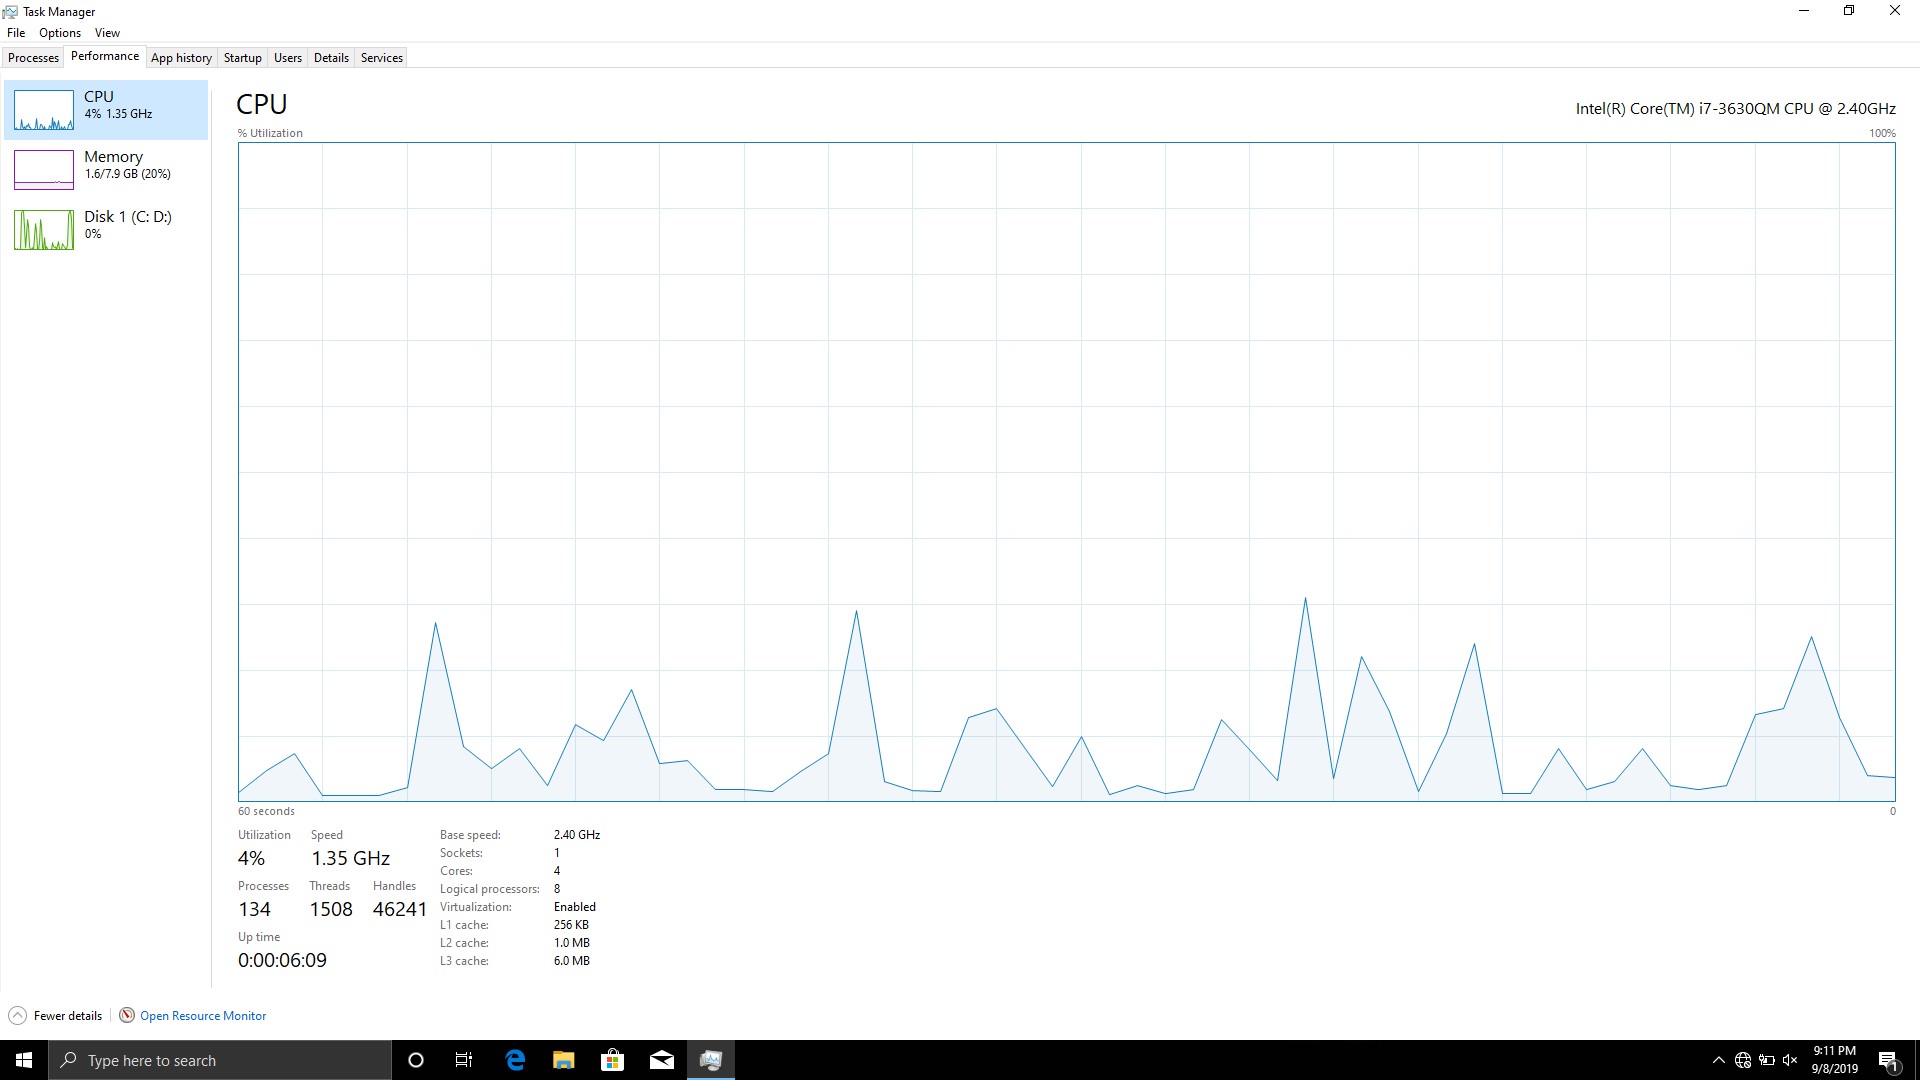 Task Manager
File Options View
Processes Performance App history Startup Users Details Services
CPU
4% 1.35 GHz
Memory
1.6/7.9 GB (20%)
Disk 1 (C: D:)
0%
CPU
Intel(R) Core(TM) i7-3630QM CPU @ 2.40GHz
% Utilization
100%
60 seconds
0
Utilization Speed
4% 1.35 GHz
Processes Threads Handles
134 1508 46241
Up time
0:00:06:09
Base speed: 2.40 GHz
Sockets: 1
Cores: 4
Logical processors: 8
Virtualization: Enabled
L1 cache: 256 KB
L2 cache: 1.0 MB
L3 cache: 6.0 MB
Fewer details
Open Resource Monitor
Type here to search
9:11 PM
9/8/2019
1